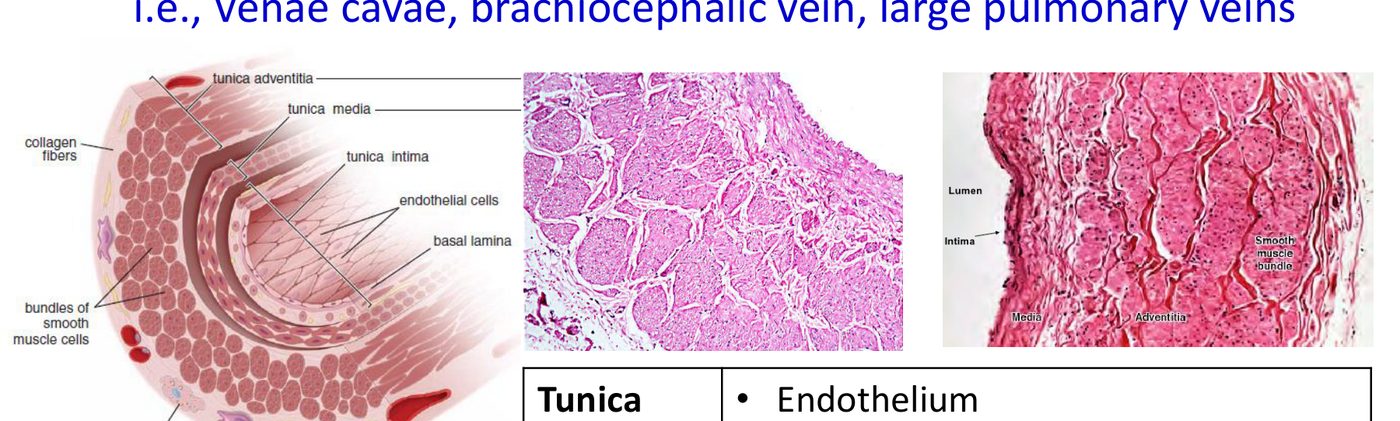 i.e., Venae cavae, brachiocephalic vein, large pulmonary veins
tunica adventitia
tunica media
collagen
fibers
tunica intima
endothelial cells
basal lamina
bundles of
smooth
muscle cells
Lumen
Intima
Smooth
muscle
bundle
Media
Adventitia
Tunica
• Endothelium